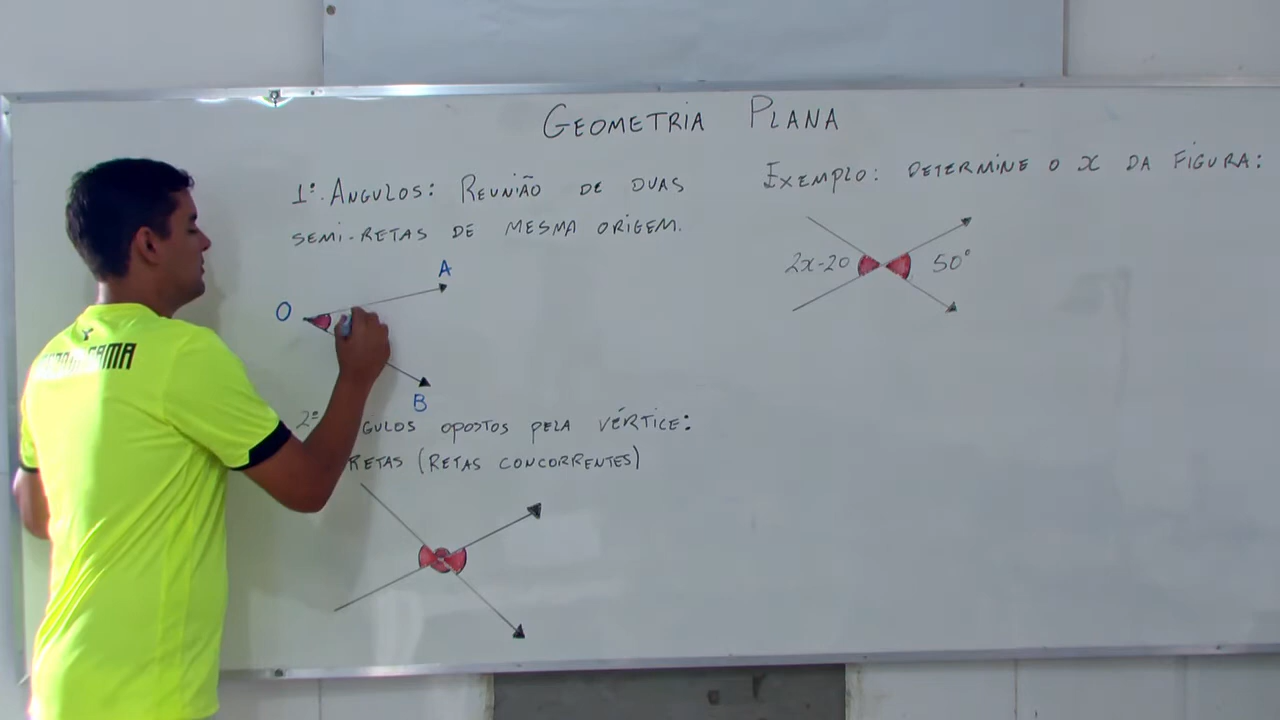 GEOMETRIA PLANA
1º. ANGULOS: REUNIÃO DE DUAS
SEMI-RETAS DE MESMA ORIGEM.
A
O
B
2º GULOS OPOSTOS PELA VÉRTICE:
RETAS (RETAS CONCORRENTES)
EXEMPLO: DETERMINE O X DA FIGURA:
2x-20 50°